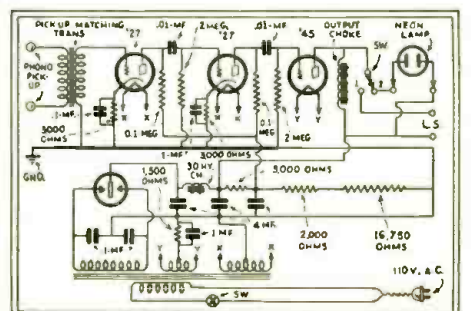 PICKUP MATCHING
TRANS
'27
.01-MF.
2 MEG.
'27
.01-MF.
'45
OUTPUT
CHOKE
SW.
NEON
LAMP
PHONO
PICK-
UP
.1-MF.
3000
OHMS
X X
0.1 MEG
X X
Y Y
0.1
MEG
2 MEG
L.S.
1-MF.
3,000 OHMS
GND.
1,500
OHMS
30 HY.
CH.
5,000 OHMS
4 MF.
2,000
OHMS
16,750
OHMS
.1-MF.
Y Y
1 MF.
X X
110 V. A.C.
SW